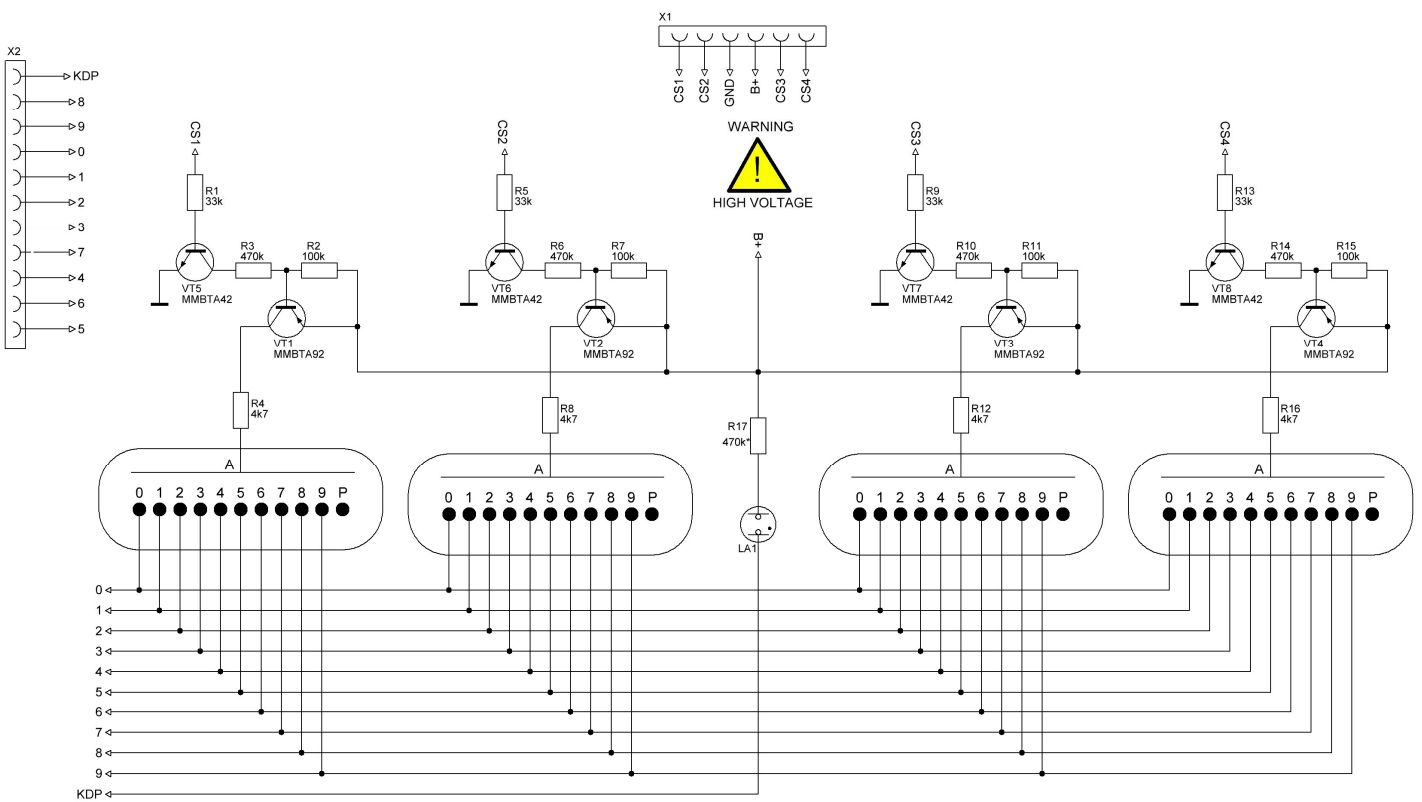 X1
CS1
CS2
GND
B+
CS3
CS4
X2
KDP
8
9
0
1
2
3
7
4
6
5
WARNING
!
HIGH VOLTAGE
B+
CS1
R1
33k
R3
470k
R2
100k
VT5
MMBTA42
VT1
MMBTA92
R4
4k7
CS2
R5
33k
R6
470k
R7
100k
VT6
MMBTA42
VT2
MMBTA92
R8
4k7
CS3
R9
33k
R10
470k
R11
100k
VT7
MMBTA42
VT3
MMBTA92
R12
4k7
CS4
R13
33k
R14
470k
R15
100k
VT8
MMBTA42
VT4
MMBTA92
R16
4k7
R17
470k*
LA1
A
0 1 2 3 4 5 6 7 8 9 P
A
0 1 2 3 4 5 6 7 8 9 P
A
0 1 2 3 4 5 6 7 8 9 P
A
0 1 2 3 4 5 6 7 8 9 P
0
1
2
3
4
5
6
7
8
9
KDP